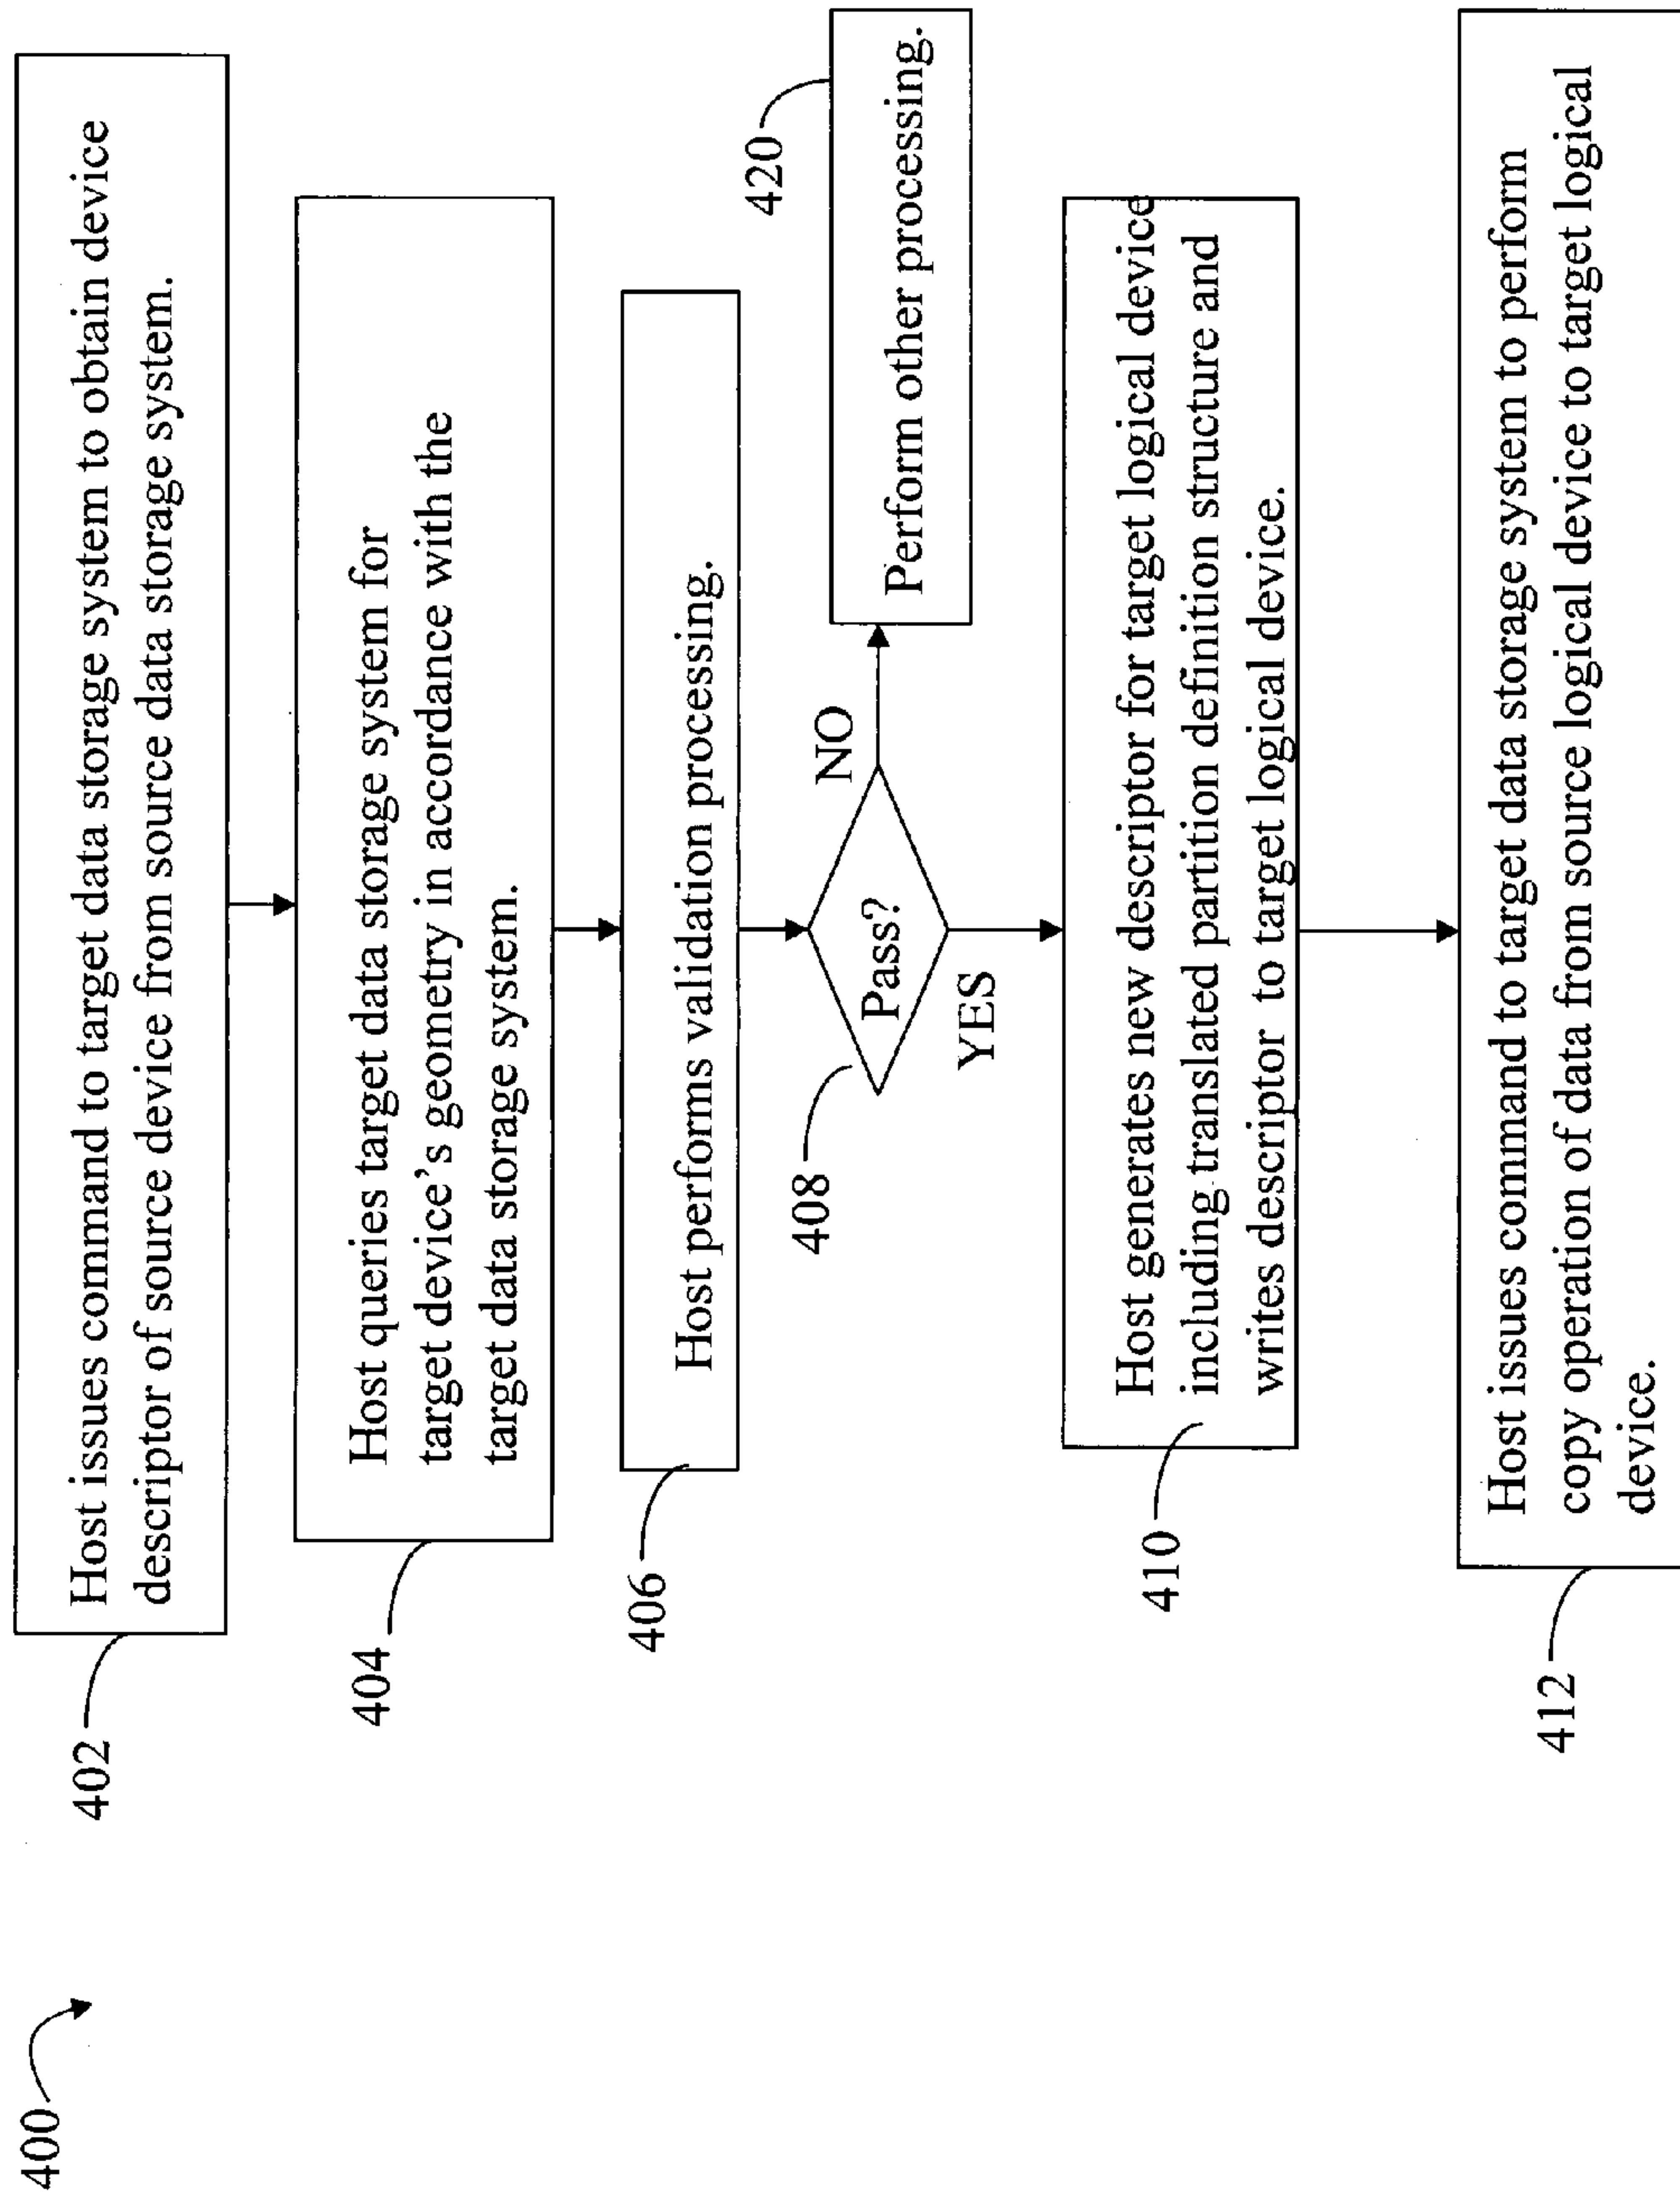 400
402
Host issues command to target data storage system to obtain device
descriptor of source device from source data storage system.
404
Host queries target data storage system for
target device's geometry in accordance with the
target data storage system.
406
Host performs validation processing.
408
Pass?
NO
420
Perform other processing.
YES
410
Host generates new descriptor for target logical device
including translated partition definition structure and
writes descriptor to target logical device.
412
Host issues command to target data storage system to perform
copy operation of data from source logical device to target logical
device.